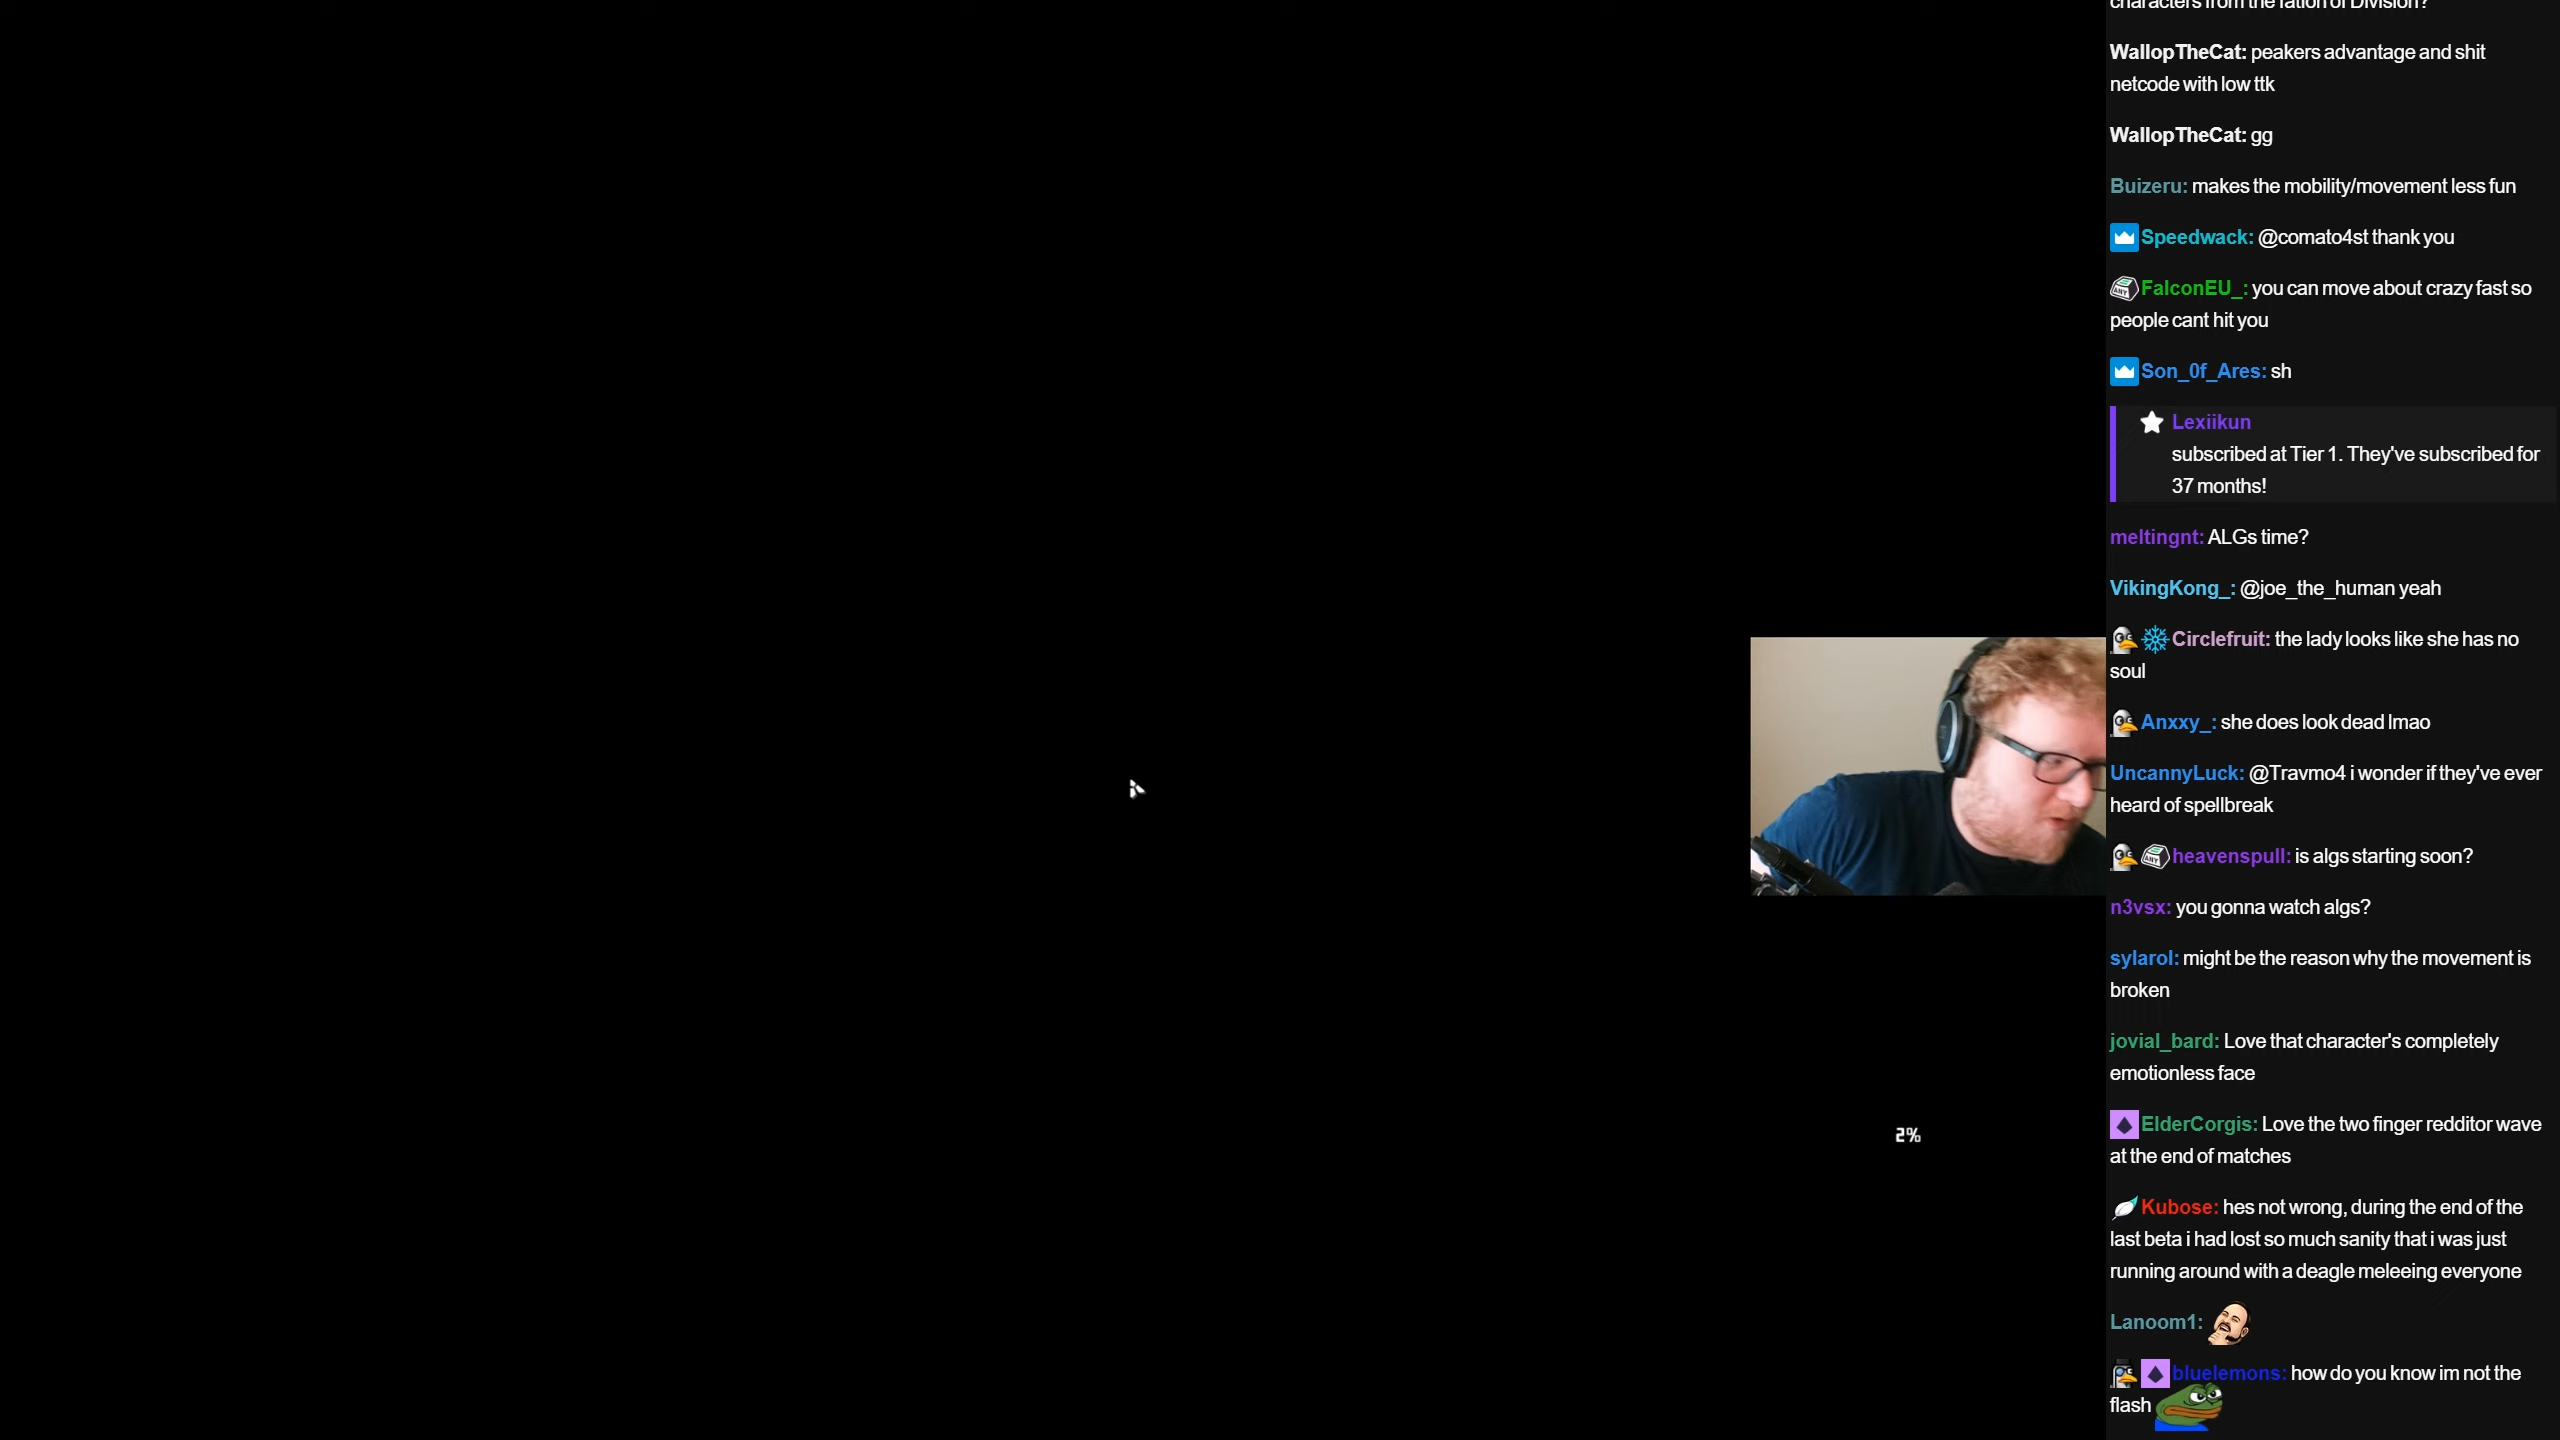 characters from the fation of Division?
WallopTheCat: peakers advantage and shit
netcode with low ttk
WallopTheCat: gg
Buizeru: makes the mobility/movement less fun
Speedwack: @comato4st thank you
FalconEU_: you can move about crazy fast so
people cant hit you
Son_0f_Ares: sh
Lexiikun
subscribed at Tier 1. They've subscribed for
37 months!
meltingnt: ALGs time?
VikingKong_: @joe_the_human yeah
Circlefruit: the lady looks like she has no
soul
Anxxy_: she does look dead lmao
UncannyLuck: @Travmo4 i wonder if they've ever
heard of spellbreak
heavenspull: is algs starting soon?
n3vsx: you gonna watch algs?
sylarol: might be the reason why the movement is
broken
jovial_bard: Love that character's completely
emotionless face
ElderCorgis: Love the two finger redditor wave
at the end of matches
2%
Kubose: hes not wrong, during the end of the
last beta i had lost so much sanity that i was just
running around with a deagle meleeing everyone
Lanoom1:
bluelemons: how do you know im not the
flash